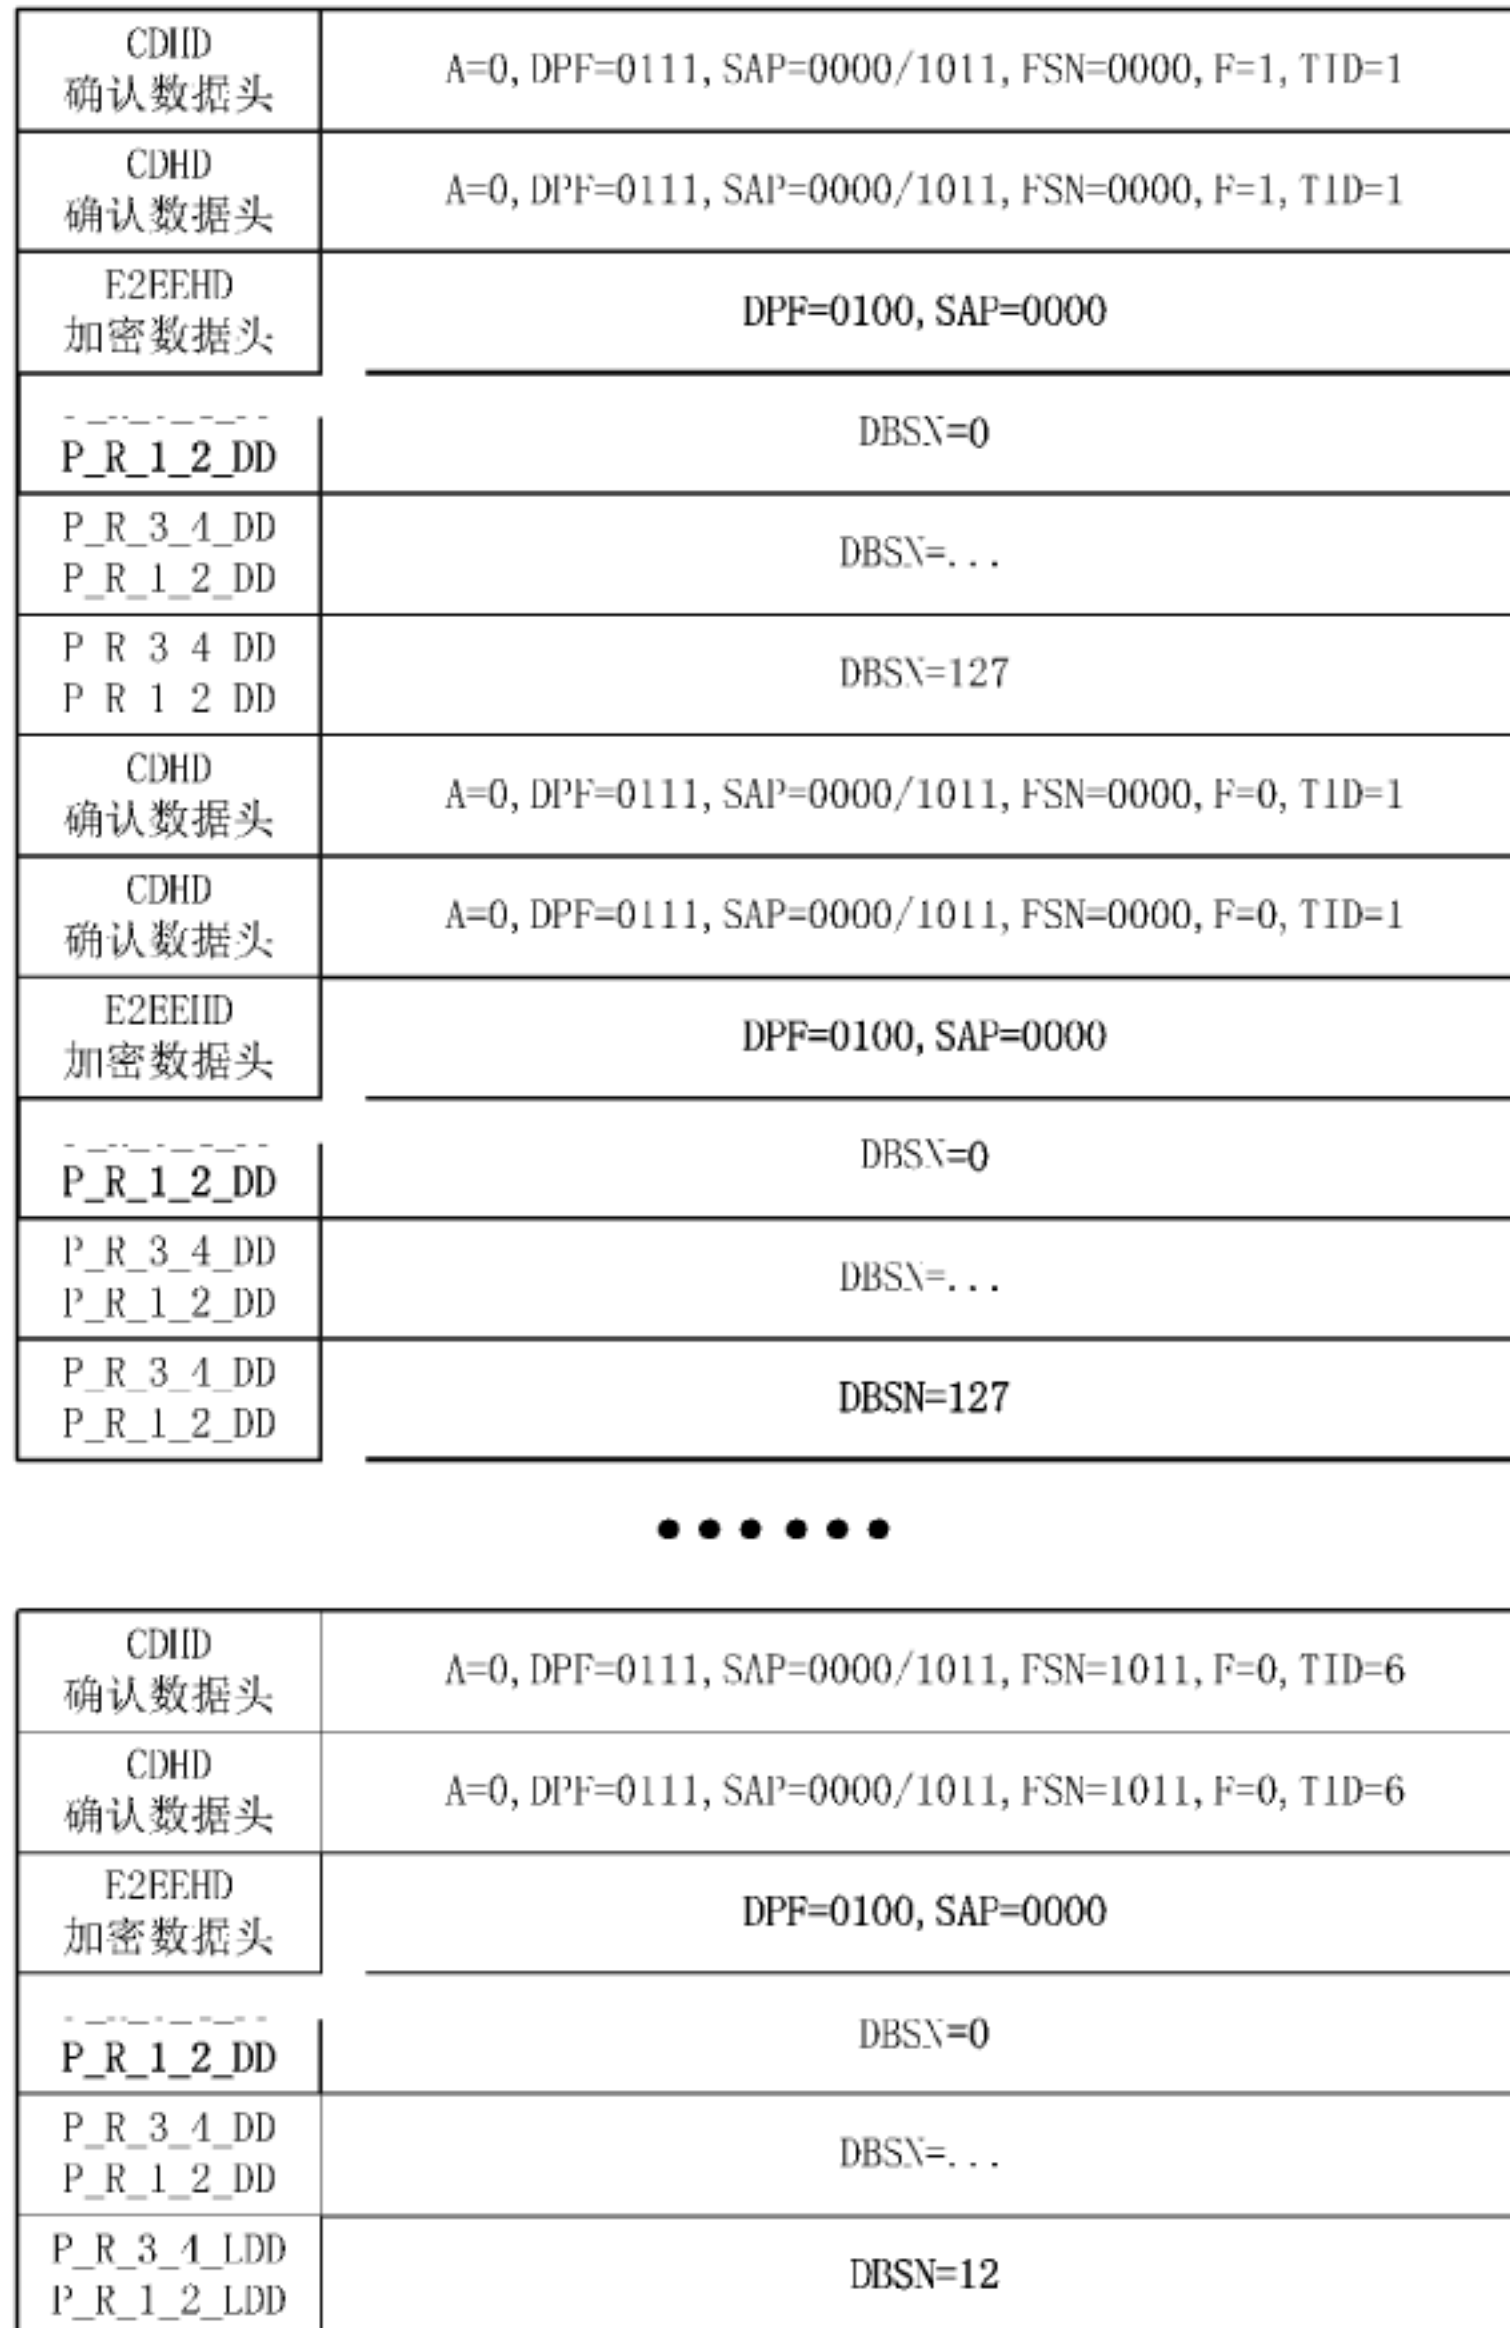 CDHD
确认数据头
A=0, DPF=0111, SAP=0000/1011, FSN=0000, F=1, TID=1
CDHD
确认数据头
A=0, DPF=0111, SAP=0000/1011, FSN=0000, F=1, TID=1
E2EEHD
加密数据头
DPF=0100, SAP=0000
P_R_1_2_DD
DBSN=0
P_R_3_4_DD
P_R_1_2_DD
DBSN=...
P_R_3_4_DD
P_R_1_2_DD
DBSN=127
CDHD
确认数据头
A=0, DPF=0111, SAP=0000/1011, FSN=0000, F=0, TID=1
CDHD
确认数据头
A=0, DPF=0111, SAP=0000/1011, FSN=0000, F=0, TID=1
E2EEHD
加密数据头
DPF=0100, SAP=0000
P_R_1_2_DD
DBSN=0
P_R_3_4_DD
P_R_1_2_DD
DBSN=...
P_R_3_4_DD
P_R_1_2_DD
DBSN=127
••••••
CDHD
确认数据头
A=0, DPF=0111, SAP=0000/1011, FSN=1011, F=0, TID=6
CDHD
确认数据头
A=0, DPF=0111, SAP=0000/1011, FSN=1011, F=0, TID=6
E2EEHD
加密数据头
DPF=0100, SAP=0000
P_R_1_2_DD
DBSN=0
P_R_3_4_DD
P_R_1_2_DD
DBSN=...
P_R_3_4_LDD
P_R_1_2_LDD
DBSN=12